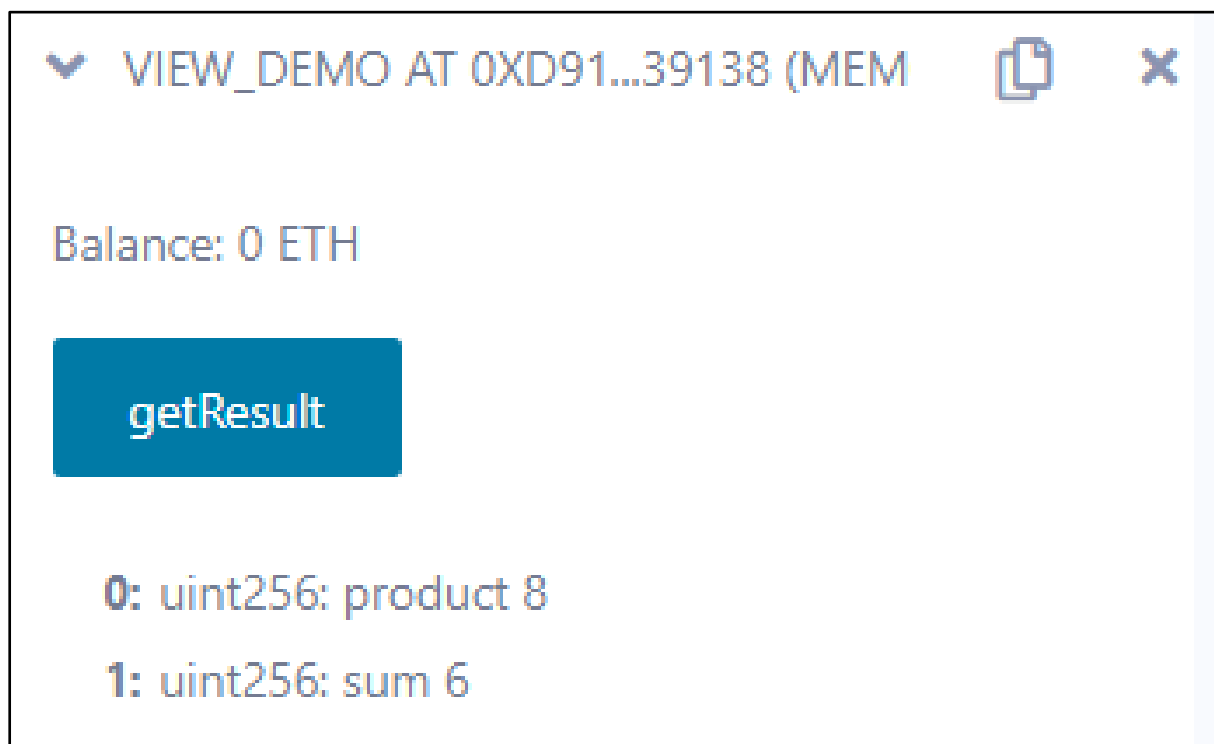 VIEW_DEMO AT 0XD91...39138 (MEM
Balance: 0 ETH
getResult
0: uint256: product 8
1: uint256: sum 6